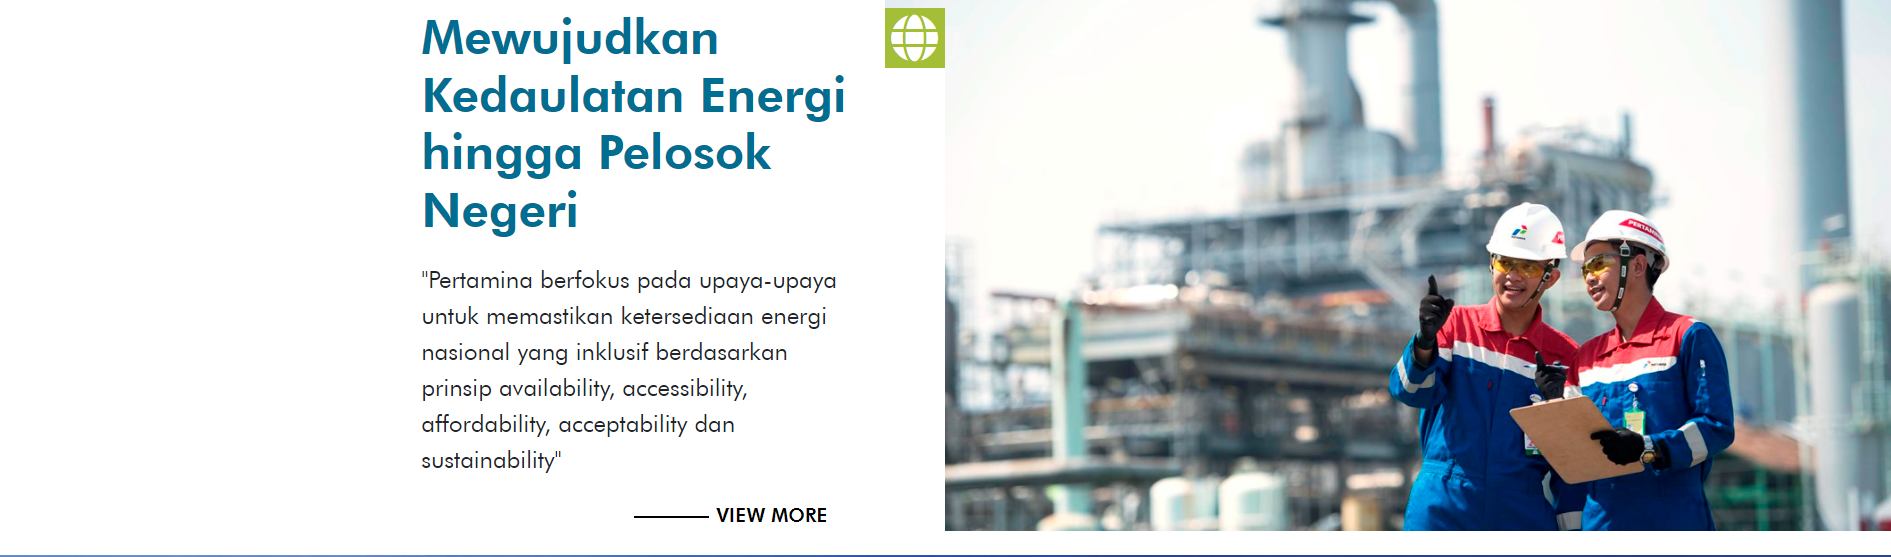 Mewujudkan
Kedaulatan Energi
hingga Pelosok
Negeri
"Pertamina berfokus pada upaya-upaya
untuk memastikan ketersediaan energi
nasional yang inklusif berdasarkan
prinsip availability, accessibility,
affordability, acceptability dan
sustainability"
VIEW MORE